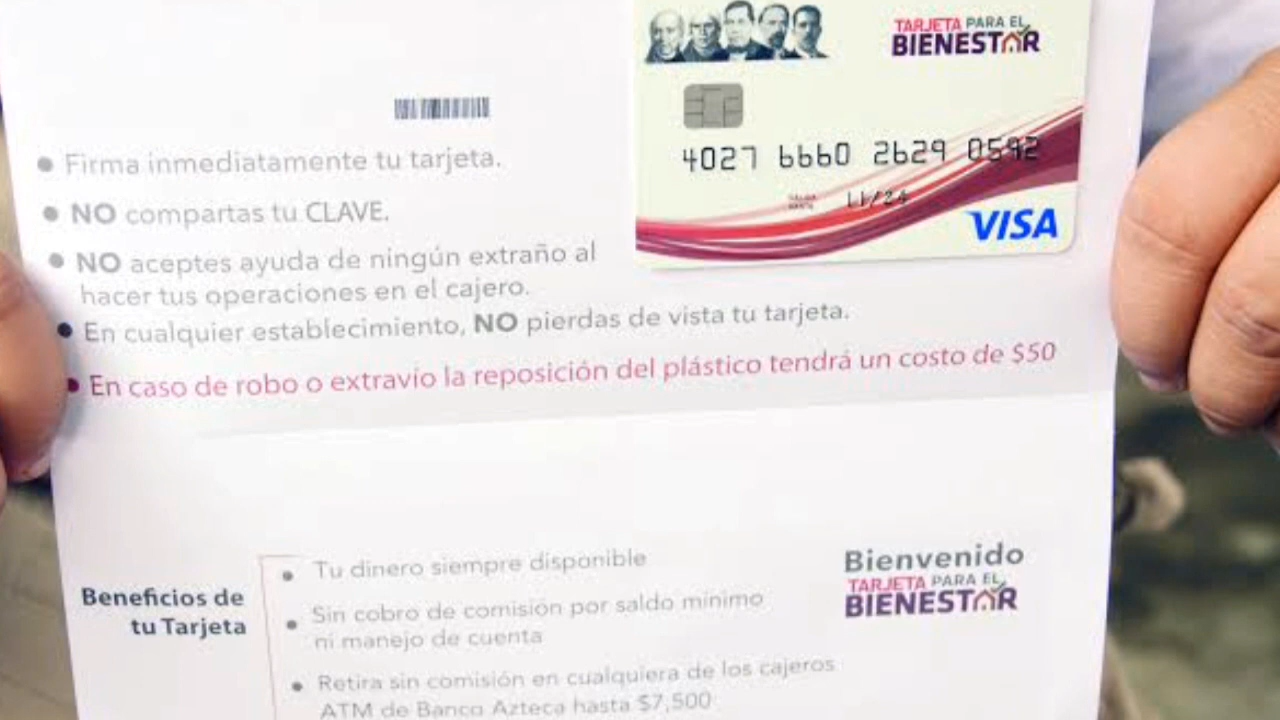 TARJETA PARA EL
BIENESTAR
4027 6660 2629 0592
11/24
VISA
Firma inmediatamente tu tarjeta.
NO compartas tu CLAVE.
NO aceptes ayuda de ningún extraño al
hacer tus operaciones en el cajero.
En cualquier establecimiento, NO pierdas de vista tu tarjeta.
En caso de robo o extravío la reposición del plástico tendrá un costo de $50
Beneficios de
tu Tarjeta
Tu dinero siempre disponible
Sin cobro de comisión por saldo mínimo
ni manejo de cuenta
Retira sin comisión en cualquiera de los cajeros
ATM de Banco Azteca hasta $7,500
Bienvenido
TARJETA PARA EL
BIENESTAR